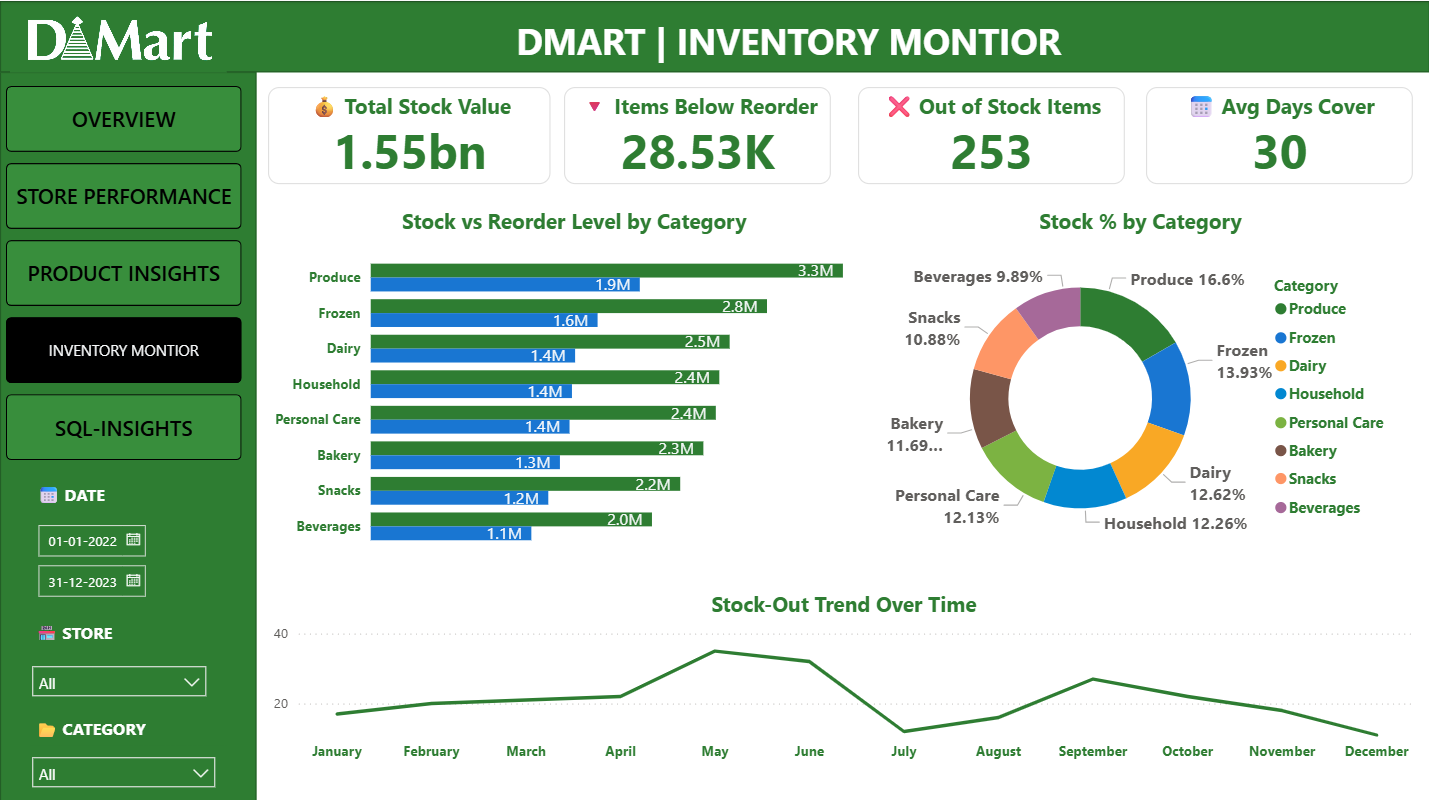 D Mart
DMART | INVENTORY MONTIOR
OVERVIEW
STORE PERFORMANCE
PRODUCT INSIGHTS
INVENTORY MONTIOR
SQL-INSIGHTS
DATE
01-01-2022
31-12-2023
STORE
All
CATEGORY
All
Total Stock Value
1.55bn
Items Below Reorder
28.53K
Out of Stock Items
253
Avg Days Cover
30
Stock vs Reorder Level by Category
Produce
3.3M
1.9M
Frozen
2.8M
1.6M
Dairy
2.5M
1.4M
Household
2.4M
1.4M
Personal Care
2.4M
1.4M
Bakery
2.3M
1.3M
Snacks
2.2M
1.2M
Beverages
2.0M
1.1M
Stock % by Category
Beverages 9.89%
Produce 16.6%
Snacks
10.88%
Frozen
13.93%
Bakery
11.69...
Dairy
12.62%
Personal Care
12.13%
Household 12.26%
Category
Produce
Frozen
Dairy
Household
Personal Care
Bakery
Snacks
Beverages
Stock-Out Trend Over Time
40
20
January February March April May June July August September October November December